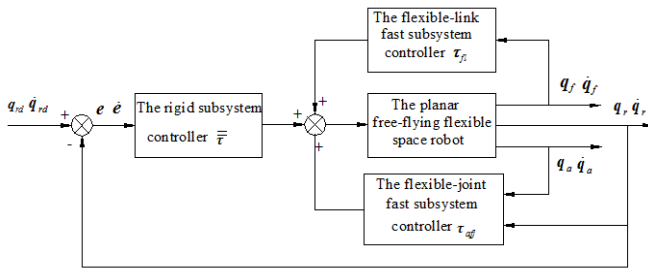 The flexible-link
fast subsystem
controller τ_fl
q_rd q̇_rd
+
-
e ė
The rigid subsystem
controller τ̿
+
+
+
The planar
free-flying flexible
space robot
q_f q̇_f
q_r q̇_r
q_a q̇_a
The flexible-joint
fast subsystem
controller τ_aff